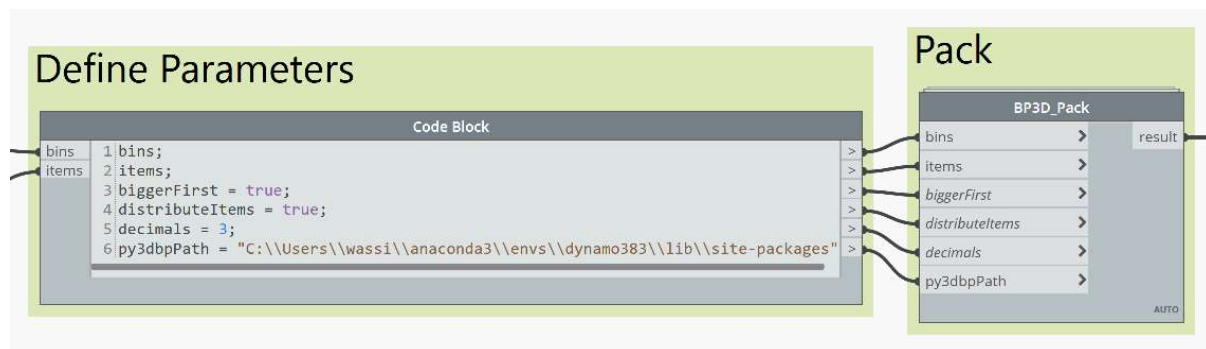 Define Parameters
Code Block
bins
items
1 bins;
2 items;
3 biggerFirst = true;
4 distributeItems = true;
5 decimals = 3;
6 py3dbpPath = "C:\\Users\\wassi\\anaconda3\\envs\\dynamo383\\lib\\site-packages"
>
>
>
>
>
>
Pack
BP3D_Pack
bins >
items >
biggerFirst >
distributeItems >
decimals >
py3dbpPath >
result
AUTO